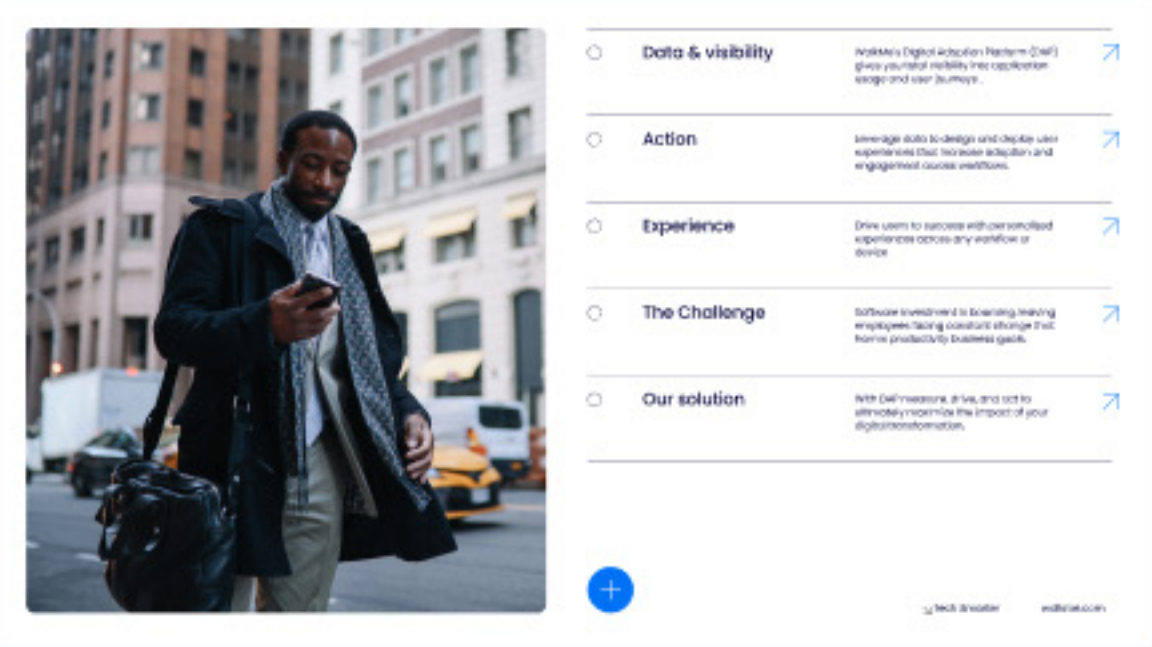 Data & visibility
WalkMe's Digital Adoption Platform (DAP)
gives you total visibility into application
usage and user journeys.
Action
Leverage data to design and deploy user
experiences that increase adoption and
engagement across workflows.
Experience
Drive users to success with personalized
experiences across any workflow or
device
The Challenge
Software investment is booming, leaving
employees facing constant change that
harms productivity business goals.
Our solution
With DAP measure, drive, and act to
ultimately maximize the impact of your
digital transformation.
Tech Smarter
walkme.com